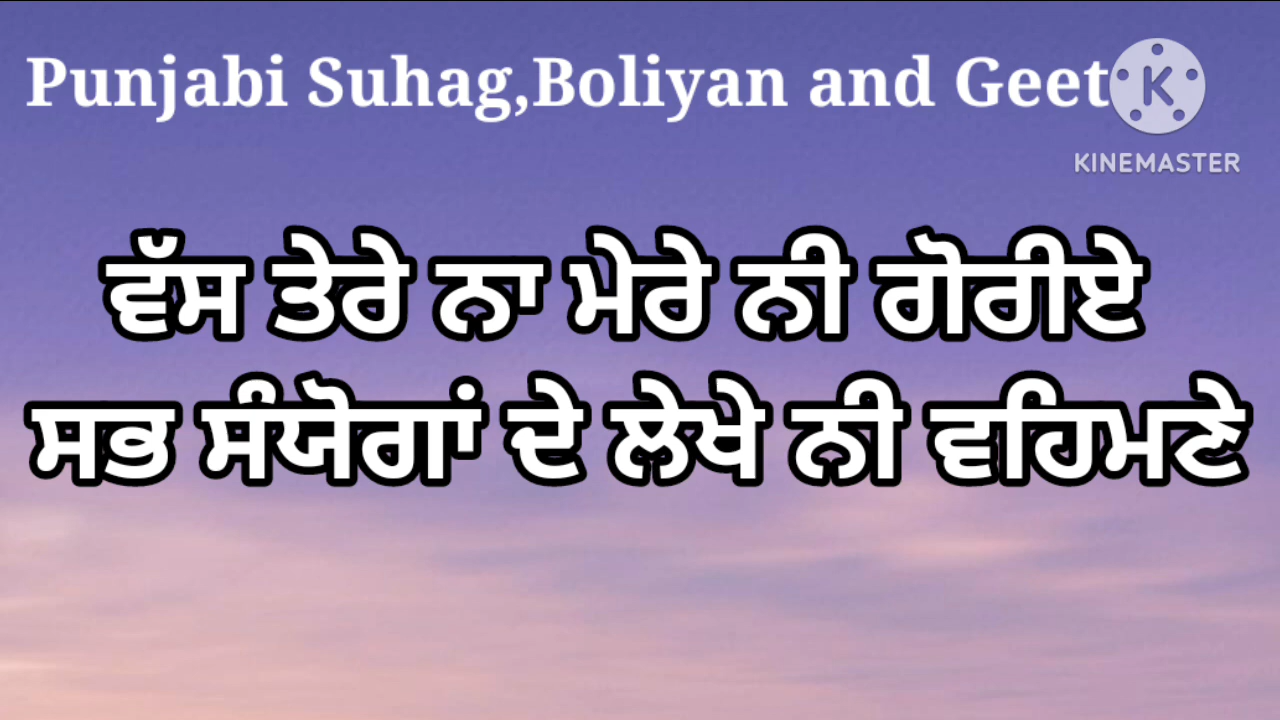 Punjabi Suhag,Boliyan and Geet
K
KINEMASTER
ਵੱਸ ਤੇਰੇ ਨਾ ਮੇਰੇ ਨੀ ਗੋਰੀਏ
ਸਭ ਸੰਯੋਗਾਂ ਦੇ ਲੇਖੇ ਨੀ ਵਹਿਮਣੇ